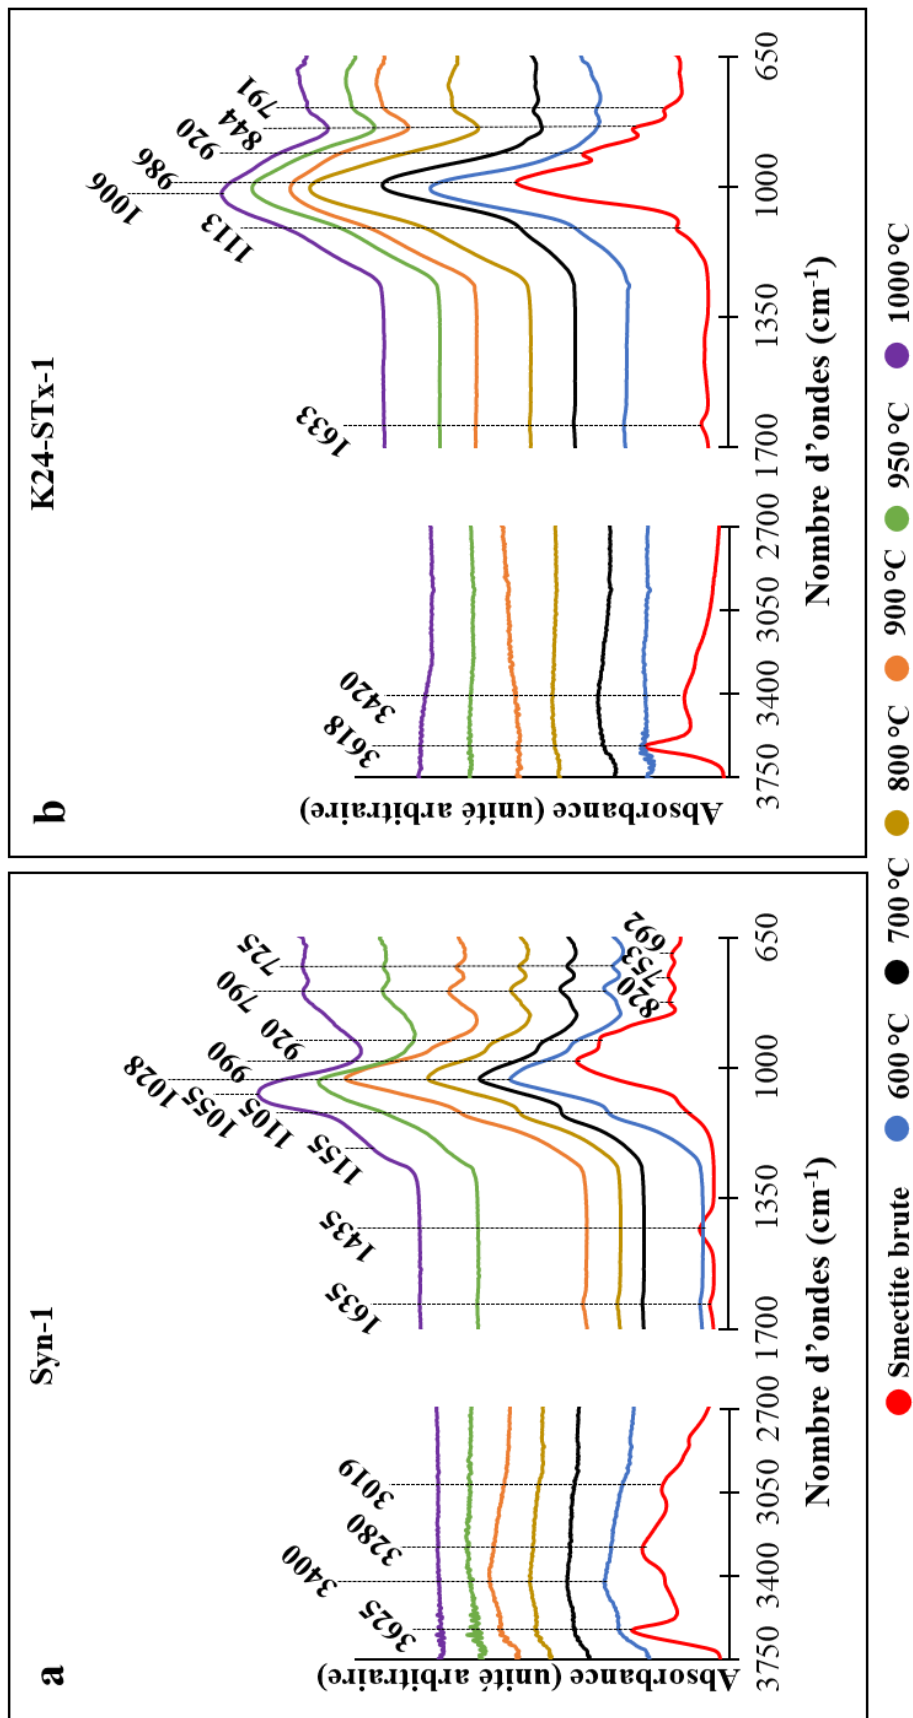 a
Syn-1
Absorbance (unité arbitraire)
3625
3400
3280
3019
1635
1435
1155
1105
1055
1028
990
920
790
725
820
753
692
3750 3400 3050 2700 1700 1350 1000 650
Nombre d’ondes (cm-1)
b
K24-STx-1
Absorbance (unité arbitraire)
3618
3420
1633
1113
1006
986
920
844
791
3750 3400 3050 2700 1700 1350 1000 650
Nombre d’ondes (cm-1)
Smectite brute 600 °C 700 °C 800 °C 900 °C 950 °C 1000 °C